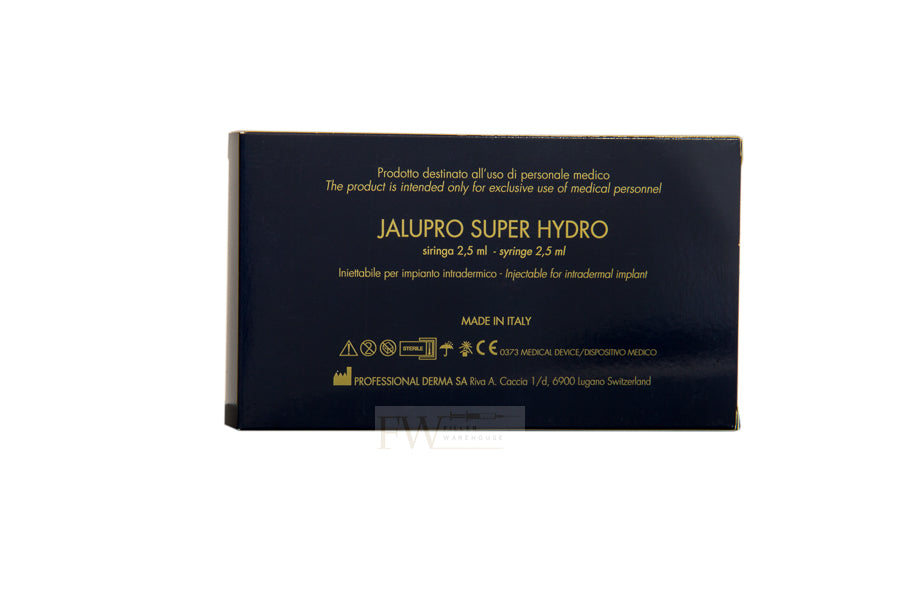 Prodotto destinato all'uso di personale medico
The product is intended only for exclusive use of medical personnel
JALUPRO SUPER HYDRO
siringa 2,5 ml - syringe 2,5 ml
Iniettabile per impianto intradermico - Injectable for intradermal implant
MADE IN ITALY
STERILE CE 0373 MEDICAL DEVICE/DISPOSITIVO MEDICO
PROFESSIONAL DERMA SA Riva A. Caccia 1/d, 6900 Lugano Switzerland
FW FILLER
WAREHOUSE